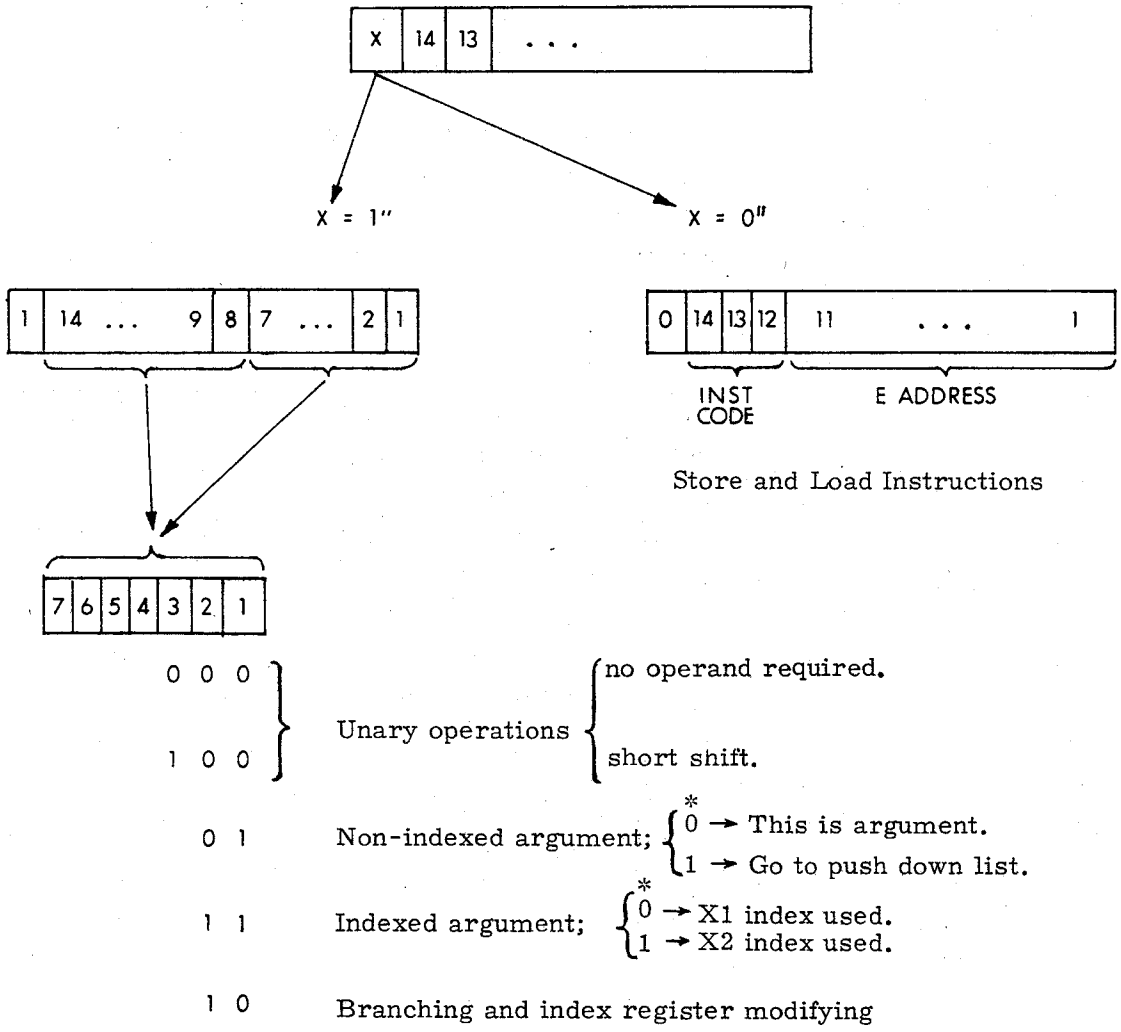 X 14 13 . . .
X = 1" X = 0"
1 14 ... 9 8 7 ... 2 1
0 14 13 12 11 . . . 1
INST CODE
E ADDRESS
Store and Load Instructions
7 6 5 4 3 2 1
0 0 0
no operand required.
Unary operations
1 0 0
short shift.
0 1 Non-indexed argument;
*
0 → This is argument.
1 → Go to push down list.
1 1 Indexed argument;
*
0 → X1 index used.
1 → X2 index used.
1 0 Branching and index register modifying